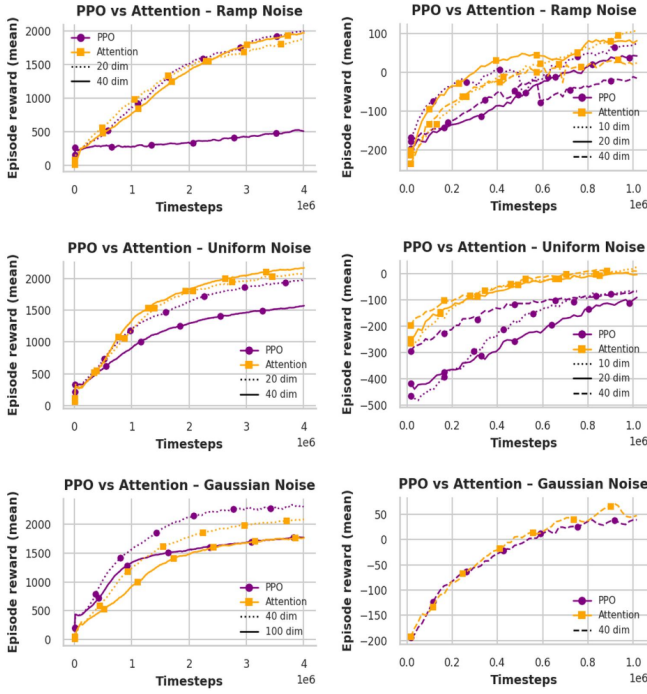 PPO vs Attention – Ramp Noise
Episode reward (mean)
2000
1500
1000
500
0
PPO
Attention
20 dim
40 dim
0
1
2
3
4
1e6
Timesteps
PPO vs Attention – Ramp Noise
Episode reward (mean)
100
0
−100
−200
PPO
Attention
10 dim
20 dim
40 dim
0.0
0.2
0.4
0.6
0.8
1.0
1e6
Timesteps
PPO vs Attention – Uniform Noise
Episode reward (mean)
2000
1500
1000
500
0
PPO
Attention
20 dim
40 dim
0
1
2
3
4
1e6
Timesteps
PPO vs Attention – Uniform Noise
Episode reward (mean)
0
−100
−200
−300
−400
−500
PPO
Attention
10 dim
20 dim
40 dim
0.0
0.2
0.4
0.6
0.8
1.0
1e6
Timesteps
PPO vs Attention – Gaussian Noise
Episode reward (mean)
2000
1500
1000
500
0
PPO
Attention
40 dim
100 dim
0
1
2
3
4
1e6
Timesteps
PPO vs Attention – Gaussian Noise
Episode reward (mean)
50
0
−50
−100
−150
−200
PPO
Attention
40 dim
0.0
0.2
0.4
0.6
0.8
1.0
1e6
Timesteps